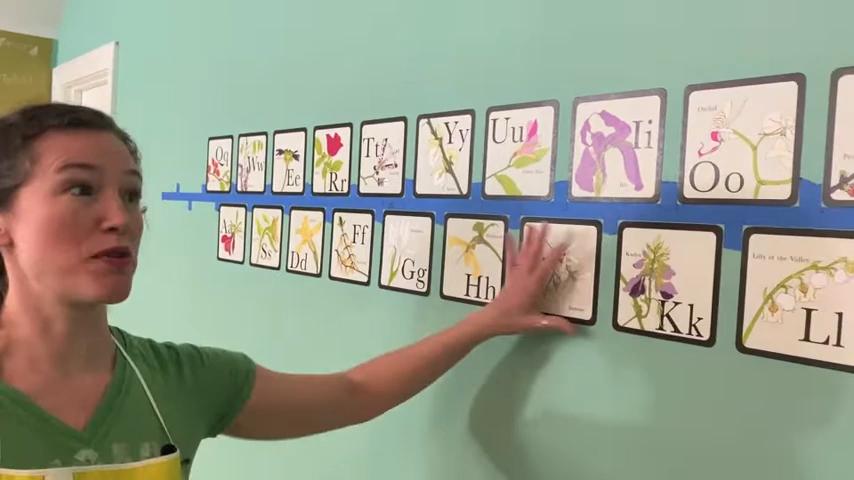 Qq
Ww
Ee
Rr
Tt
Yy
Uu
Ii
Orchid
Oo
Aa
Ss
Dd
Ff
Gg
Hh
Kk
Lily of the Valley
Ll